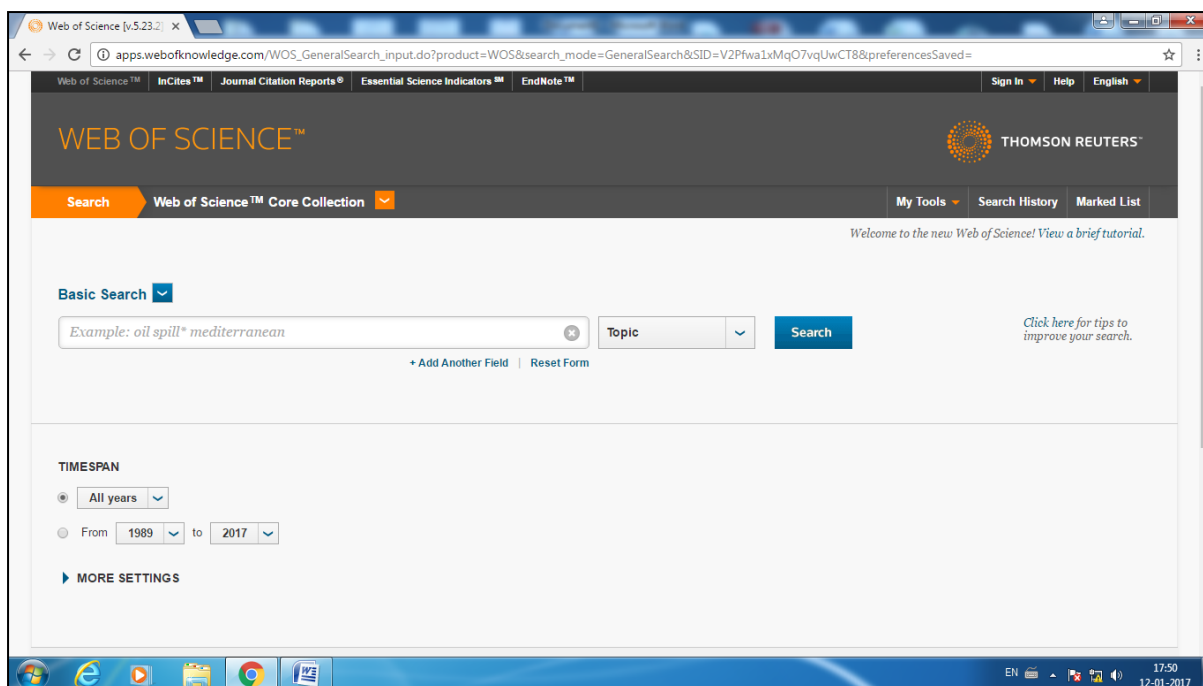 Web of Science [v.5.23.2]
apps.webofknowledge.com/WOS_GeneralSearch_input.do?product=WOS&search_mode=GeneralSearch&SID=V2Pfwa1xMqO7vqUwCT8&preferencesSaved=
Web of Science™ InCites™ Journal Citation Reports® Essential Science Indicators℠ EndNote™ Sign In Help English
WEB OF SCIENCE™ THOMSON REUTERS™
Search Web of Science™ Core Collection My Tools Search History Marked List
Welcome to the new Web of Science! View a brief tutorial.
Basic Search
Example: oil spill* mediterranean Topic Search
Click here for tips to
improve your search.
+ Add Another Field | Reset Form
TIMESPAN
All years
From 1989 to 2017
MORE SETTINGS
EN 17:50
12-01-2017